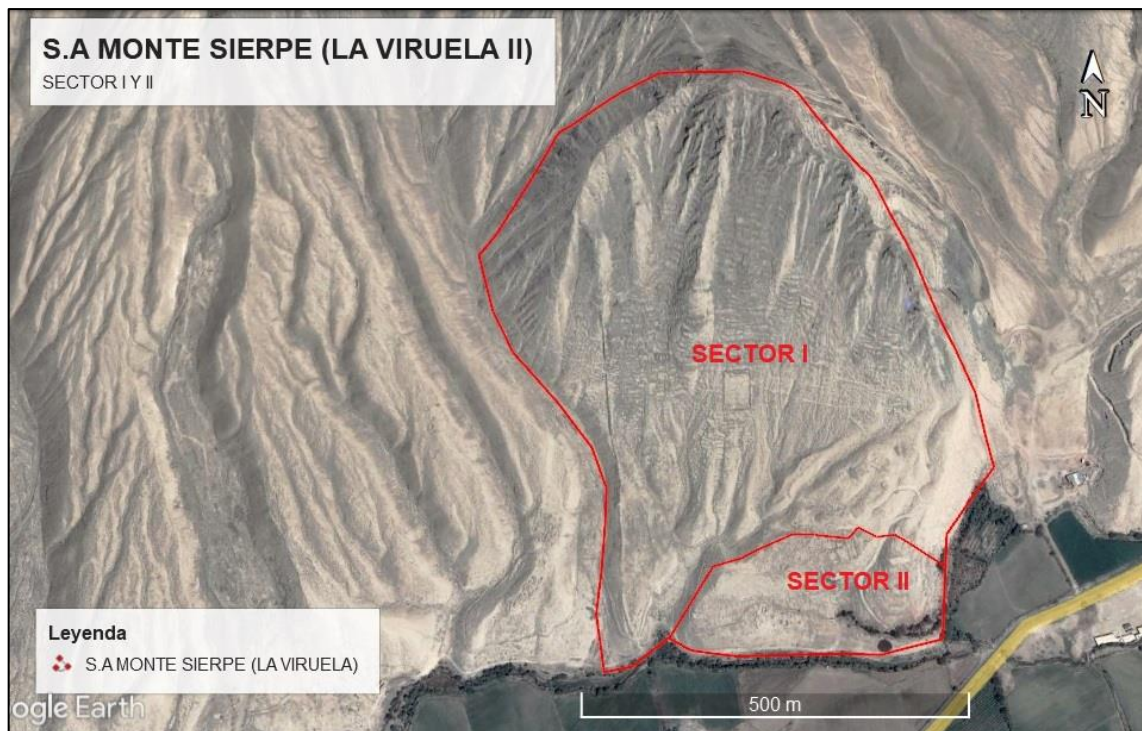 S.A MONTE SIERPE (LA VIRUELA II)
SECTOR I Y II
N
SECTOR I
SECTOR II
Leyenda
S.A MONTE SIERPE (LA VIRUELA)
ogle Earth
500 m